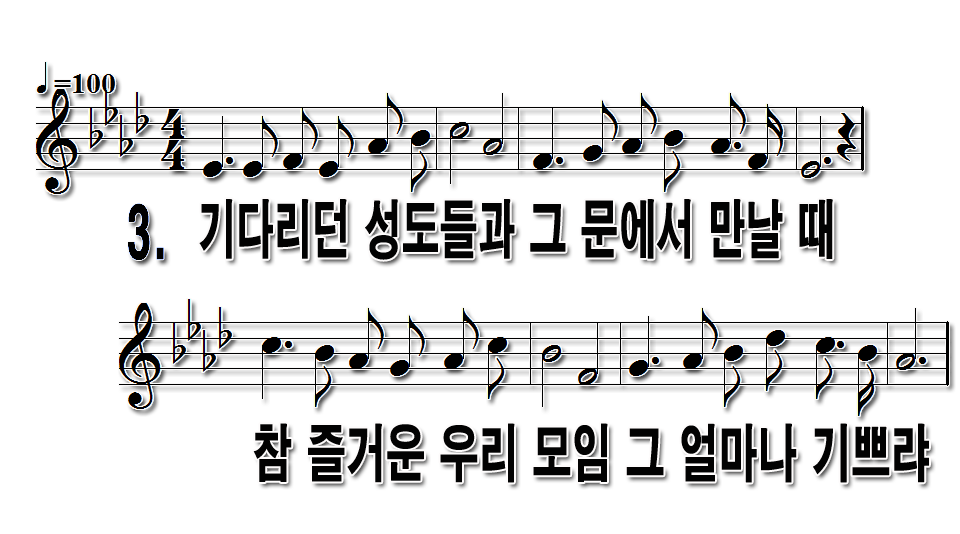 ♩=100
3. 기다리던 성도들과 그 문에서 만날 때
참 즐거운 우리 모임 그 얼마나 기쁘랴